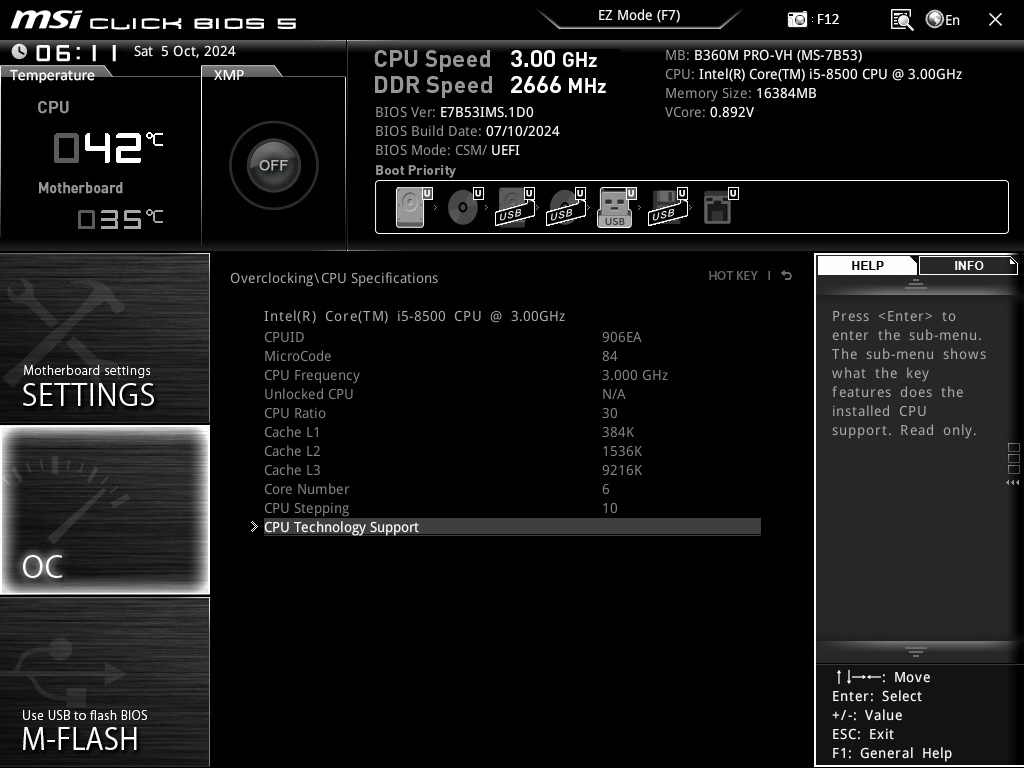 msi CLICK BIOS 5
EZ Mode (F7)
: F12
En
06:11 Sat 5 Oct, 2024
Temperature
CPU
42°C
Motherboard
35°C
XMP
OFF
CPU Speed 3.00 GHz
DDR Speed 2666 MHz
BIOS Ver: E7B53IMS.1D0
BIOS Build Date: 07/10/2024
BIOS Mode: CSM/ UEFI
Boot Priority
MB: B360M PRO-VH (MS-7B53)
CPU: Intel(R) Core(TM) i5-8500 CPU @ 3.00GHz
Memory Size: 16384MB
VCore: 0.892V
U U U U U U U
USB USB USB USB
Motherboard settings
SETTINGS
OC
Use USB to flash BIOS
M-FLASH
Overclocking\CPU Specifications
HOT KEY |
Intel(R) Core(TM) i5-8500 CPU @ 3.00GHz
CPUID 906EA
MicroCode 84
CPU Frequency 3.000 GHz
Unlocked CPU N/A
CPU Ratio 30
Cache L1 384K
Cache L2 1536K
Cache L3 9216K
Core Number 6
CPU Stepping 10
CPU Technology Support
HELP
INFO
Press <Enter> to
enter the sub-menu.
The sub-menu shows
what the key
features does the
installed CPU
support. Read only.
↑↓→←: Move
Enter: Select
+/-: Value
ESC: Exit
F1: General Help